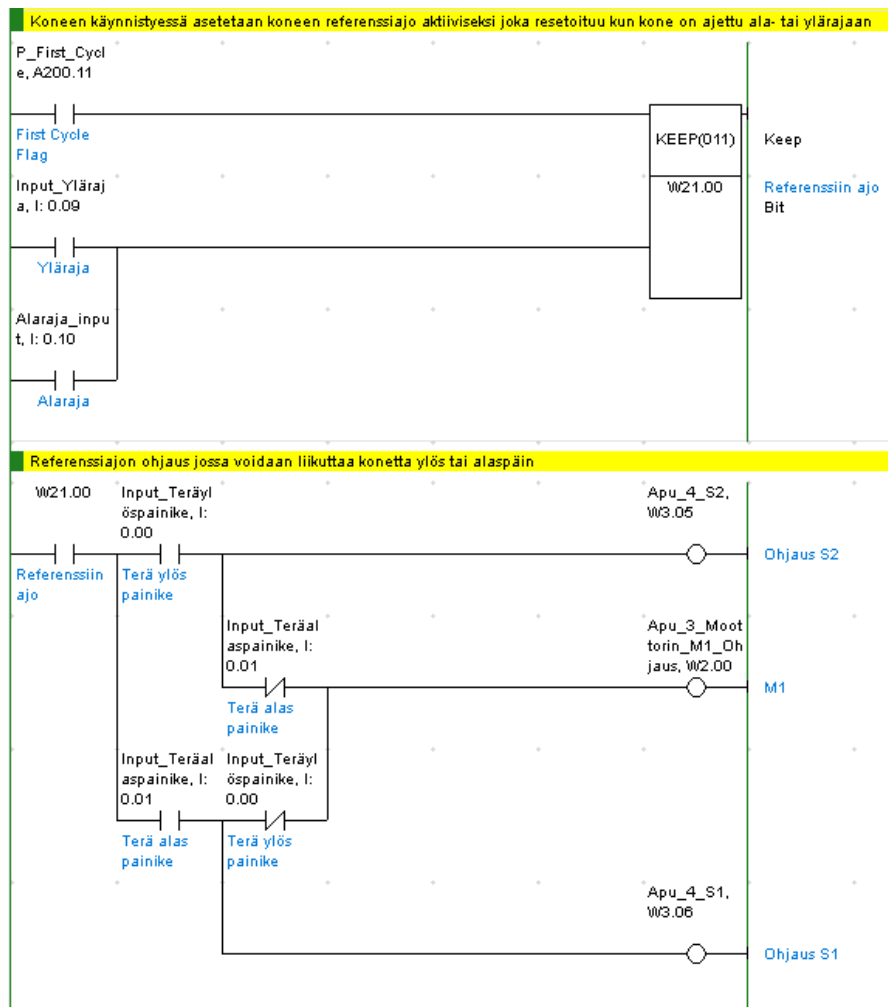 Koneen käynnistyessä asetetaan koneen referenssiajo aktiiviseksi joka resetoituu kun kone on ajettu ala- tai ylärajaan
P_First_Cycl
e, A200.11
First Cycle
Flag
KEEP(011)
Keep
Input_Yläraj
a, I: 0.09
W21.00
Referenssiin ajo
Bit
Yläraja
Alaraja_inpu
t, I: 0.10
Alaraja
Referenssiajon ohjaus jossa voidaan liikuttaa konetta ylös tai alaspäin
W21.00
Input_Teräyl
öspainike, I:
0.00
Apu_4_S2,
W3.05
Referenssiin
ajo
Terä ylös
painike
Ohjaus S2
Input_Teräal
aspainike, I:
0.01
Apu_3_Moot
torin_M1_Oh
jaus, W2.00
Terä alas
painike
M1
Input_Teräal
aspainike, I:
0.01
Input_Teräyl
öspainike, I:
0.00
Terä alas
painike
Terä ylös
painike
Apu_4_S1,
W3.06
Ohjaus S1